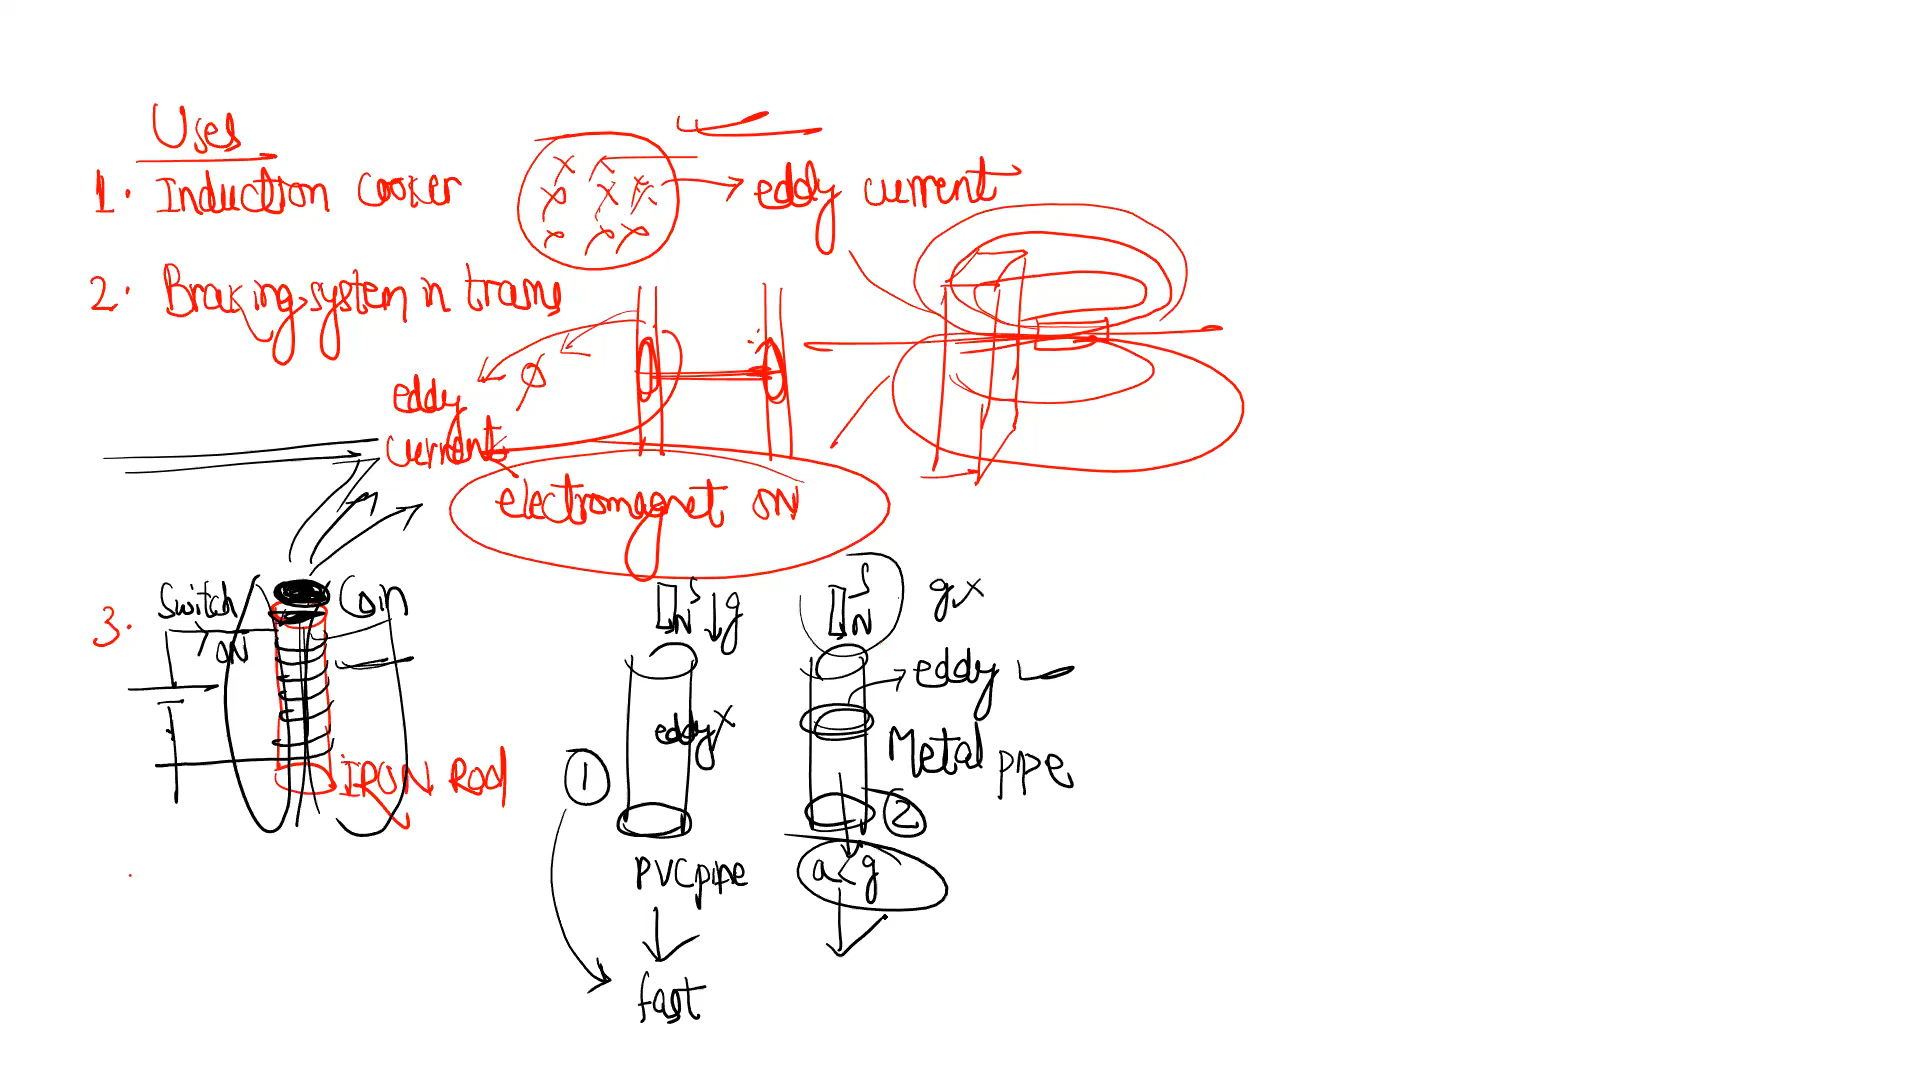 Uses
1. Induction cooker
eddy current
2. Braking system in trains
φ
eddy
current
electromagnet ON
3.
Switch
ON
Coin
IRON Rod
S
N
↓g
eddy x
1
PVC pipe
fast
S
N
g x
eddy ✓
Metal pipe
2
a < g